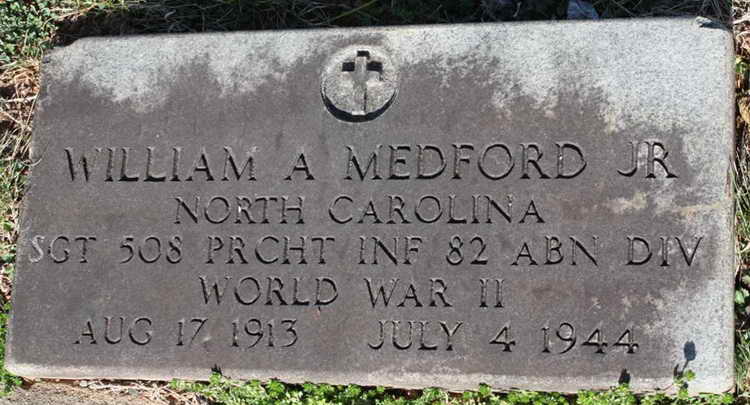 WILLIAM A MEDFORD JR
NORTH CAROLINA
SGT 508 PRCHT INF 82 ABN DIV
WORLD WAR II
AUG 17 1913 JULY 4 1944